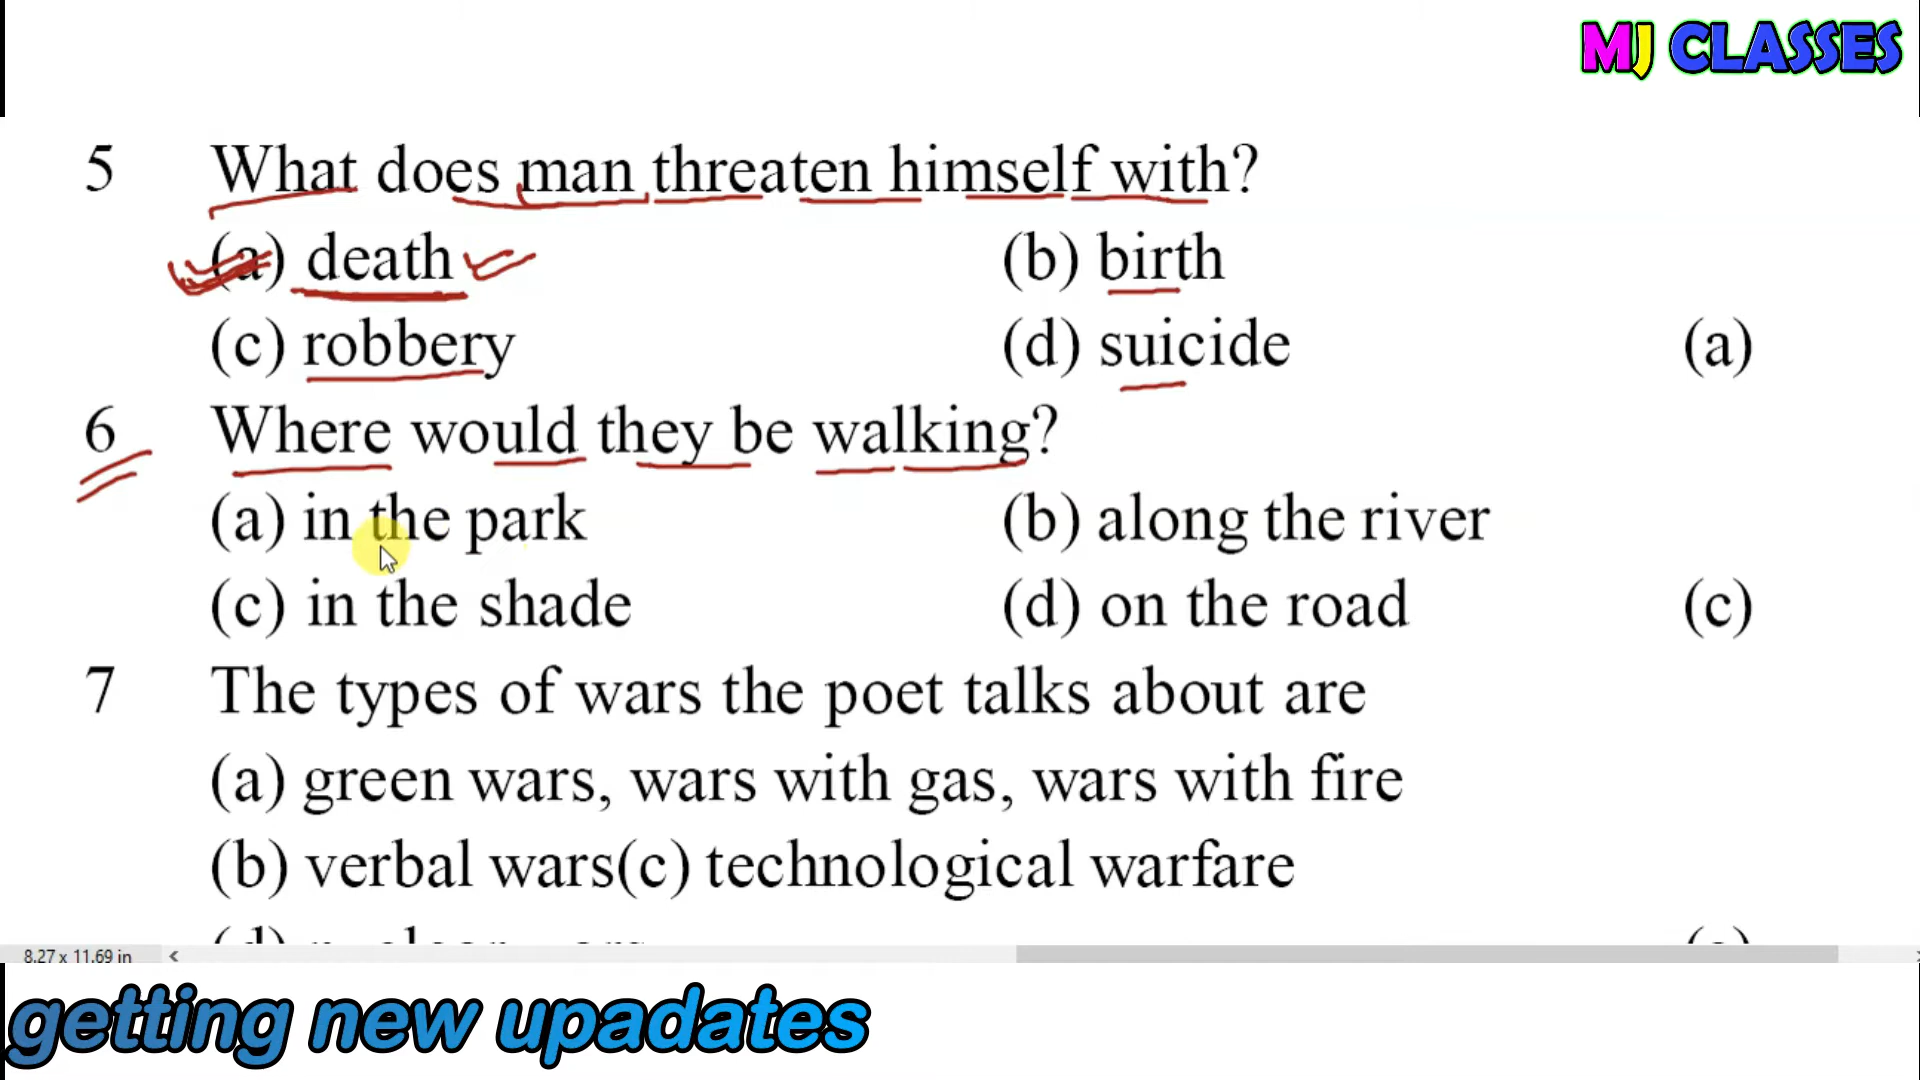 MJ CLASSES
5 What does man threaten himself with?
(a) death (b) birth
(c) robbery (d) suicide (a)
6 Where would they be walking?
(a) in the park (b) along the river
(c) in the shade (d) on the road (c)
7 The types of wars the poet talks about are
(a) green wars, wars with gas, wars with fire
(b) verbal wars(c) technological warfare
8.27 x 11.69 in
getting new upadates